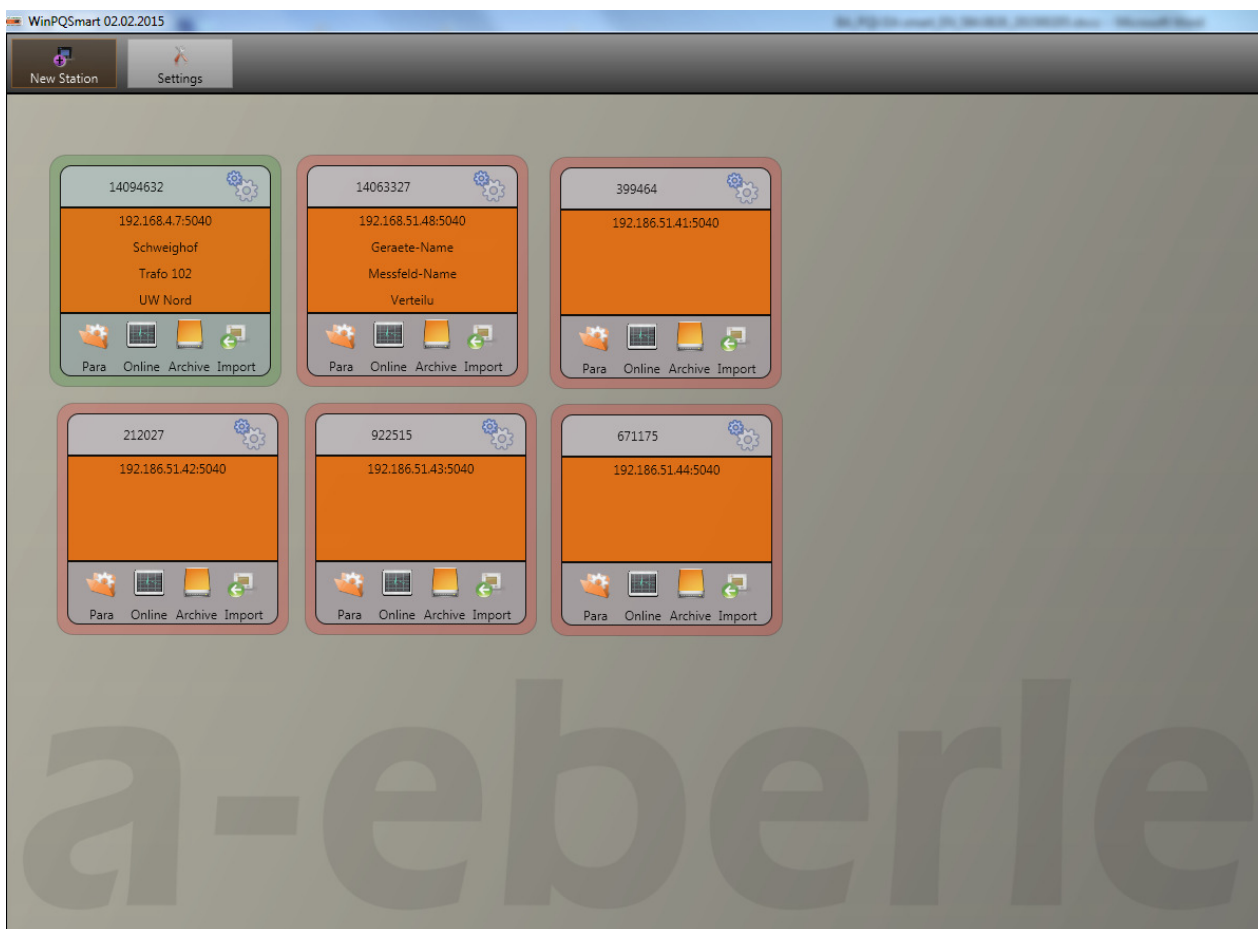 WinPQSmart 02.02.2015
New Station
Settings
14094632
192.168.4.7:5040
Schweighof
Trafo 102
UW Nord
Para Online Archive Import
14063327
192.168.51.48:5040
Geraete-Name
Messfeld-Name
Verteilu
Para Online Archive Import
399464
192.186.51.41:5040
Para Online Archive Import
212027
192.186.51.42:5040
Para Online Archive Import
922515
192.186.51.43:5040
Para Online Archive Import
671175
192.186.51.44:5040
Para Online Archive Import
a-eberle